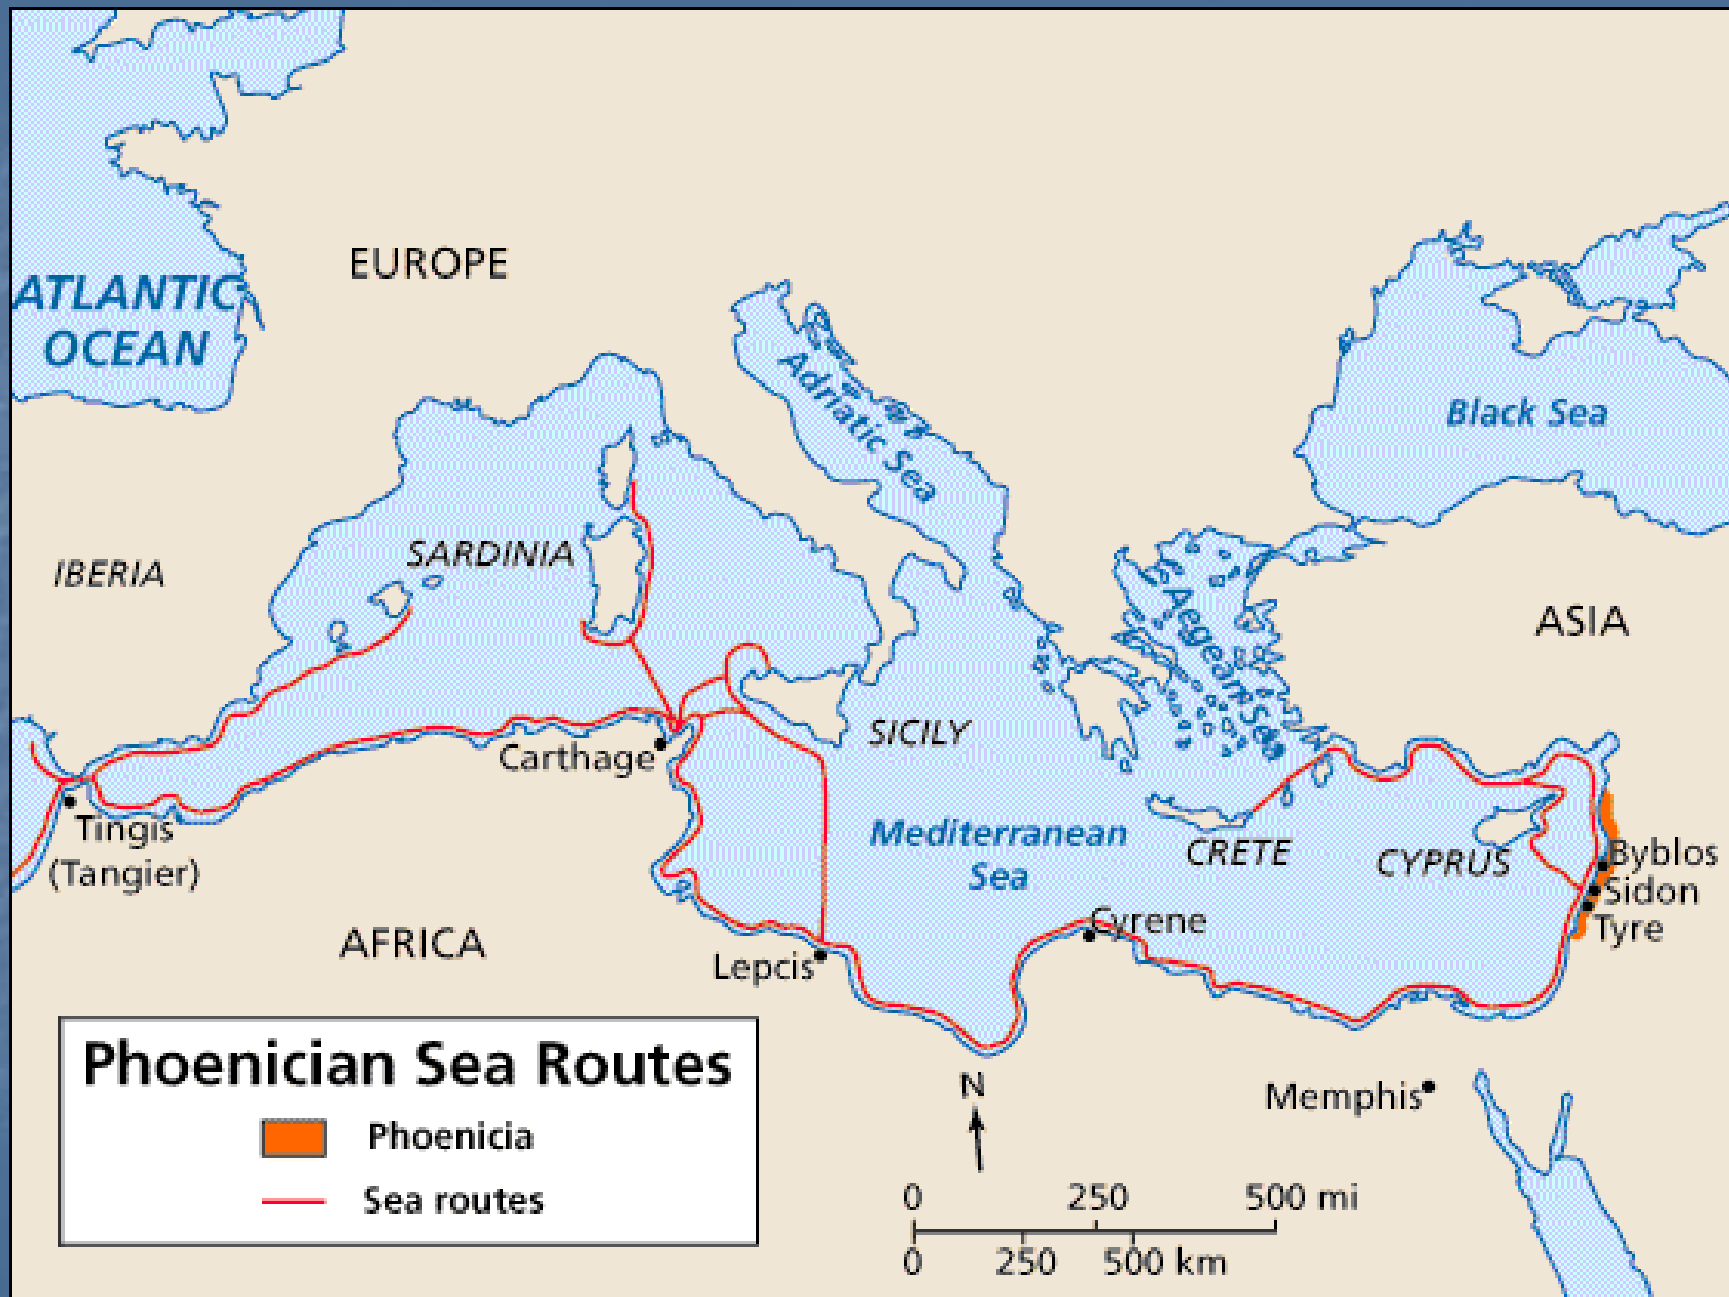 EUROPE
ATLANTIC
OCEAN
Adriatic Sea
Black Sea
IBERIA
SARDINIA
Aegean Sea
ASIA
SICILY
Carthage
Tingis
(Tangier)
Mediterranean
Sea
CRETE
CYPRUS
Byblos
Sidon
Tyre
Cyrene
AFRICA
Lepcis
Memphis
Phoenician Sea Routes
Phoenicia
Sea routes
N
0 250 500 mi
0 250 500 km